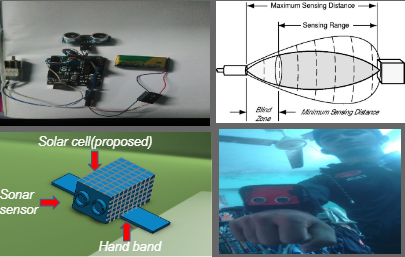 Maximum Sensing Distance
Sensing Range
Blind
Zone
Minimum Sensing Distance
Solar cell(proposed)
Sonar
sensor
Hand band